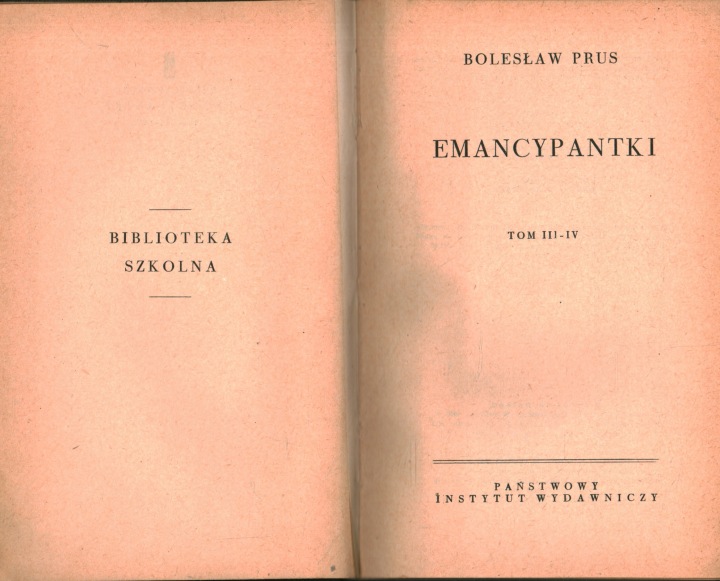 BIBLIOTEKA
SZKOLNA
BOLESŁAW PRUS
EMANCYPANTKI
TOM III-IV
PAŃSTWOWY
INSTYTUT WYDAWNICZY